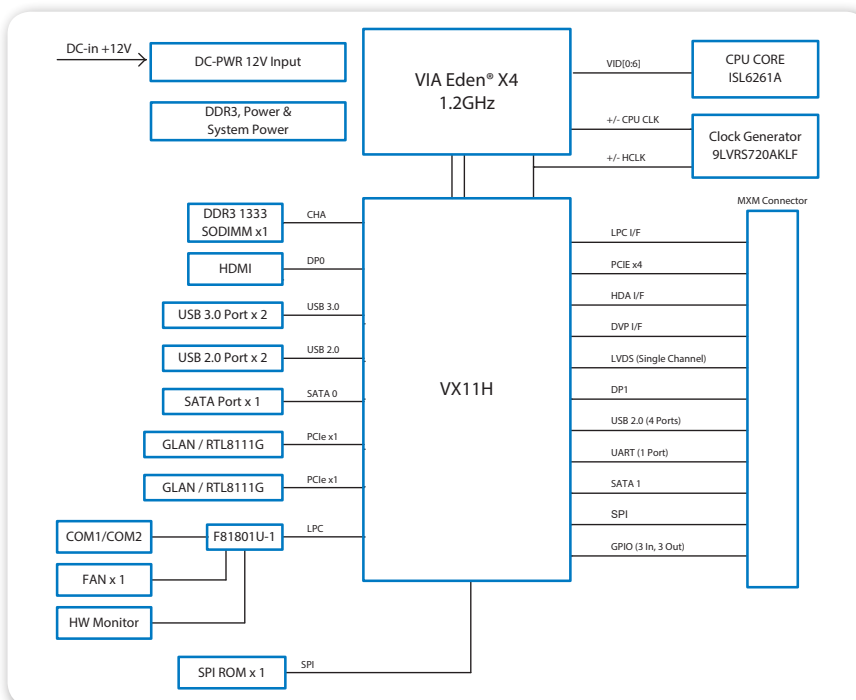 DC-in +12V
DC-PWR 12V Input
DDR3, Power &
System Power
VIA Eden® X4
1.2GHz
VID[0:6]
CPU CORE
ISL6261A
+/- CPU CLK
+/- HCLK
Clock Generator
9LVRS720AKLF
MXM Connector
DDR3 1333
SODIMM x1
CHA
HDMI
DP0
USB 3.0 Port x 2
USB 3.0
USB 2.0 Port x 2
USB 2.0
SATA Port x 1
SATA 0
GLAN / RTL8111G
PCIe x1
GLAN / RTL8111G
PCIe x1
COM1/COM2
F81801U-1
LPC
FAN x 1
HW Monitor
SPI ROM x 1
SPI
VX11H
LPC I/F
PCIE x4
HDA I/F
DVP I/F
LVDS (Single Channel)
DP1
USB 2.0 (4 Ports)
UART (1 Port)
SATA 1
SPI
GPIO (3 In, 3 Out)